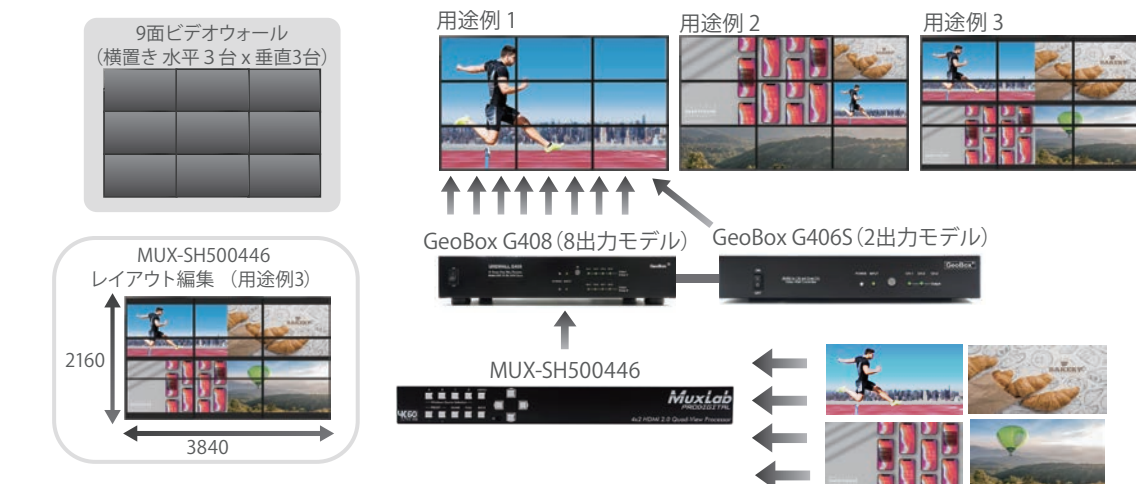 9面ビデオウォール
（横置き 水平 3 台 x 垂直3台）
用途例 1
用途例 2
用途例 3
BAKERY
BAKERY
GeoBox G408（8出力モデル）
GeoBox G406S（2出力モデル）
GeoBox
GeoBox
MUX-SH500446
レイアウト編集 （用途例3）
BAKERY
2160
3840
MUX-SH500446
MuxLab
PRODIGITAL
4K60
4x2 HDMI 2.0 Quad-View Processor
BAKERY